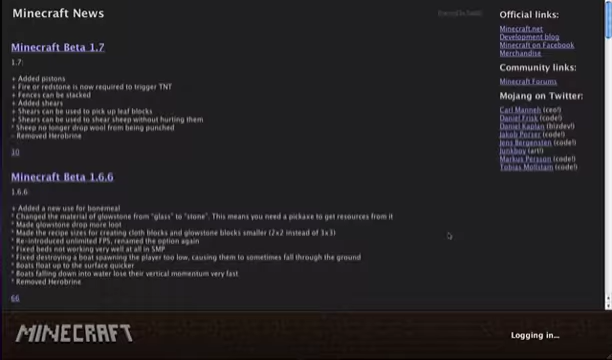 Minecraft News
Minecraft Beta 1.7
1.7:
+ Added pistons
+ Fire or redstone is now required to trigger TNT
+ Fences can be stacked
+ Added shears
+ Shears can be used to pick up leaf blocks
+ Shears can be used to shear sheep without hurting them
* Sheep no longer drop wool from being punched
- Removed Herobrine
10
Minecraft Beta 1.6.6
1.6.6:
+ Added a new use for bonemeal
* Changed the material of glowstone from "glass" to "stone". This means you need a pickaxe to get resources from it
* Made glowstone drop more loot
* Made the recipe sizes for creating cloth blocks and glowstone blocks smaller (2x2 instead of 3x3)
* Re-introduced unlimited FPS, renamed the option again
* Fixed beds not working very well at all in SMP
* Fixed destroying a boat spawning the player too low, causing them to sometimes fall through the ground
* Boats float up to the surface quicker
* Boats falling down into water lose their vertical momentum very fast
* Removed Herobrine
66
Official links:
Minecraft.net
Development blog
Minecraft on Facebook
Merchandise
Community links:
Minecraft Forums
Mojang on Twitter:
Carl Manneh (ceo!)
Daniel Frisk (code!)
Daniel Kaplan (bizdev!)
Jakob Porser (code!)
Jens Bergensten (code!)
Junkboy (art!)
Markus Persson (code!)
Tobias Mollstam (code!)
MINECRAFT
Logging in...